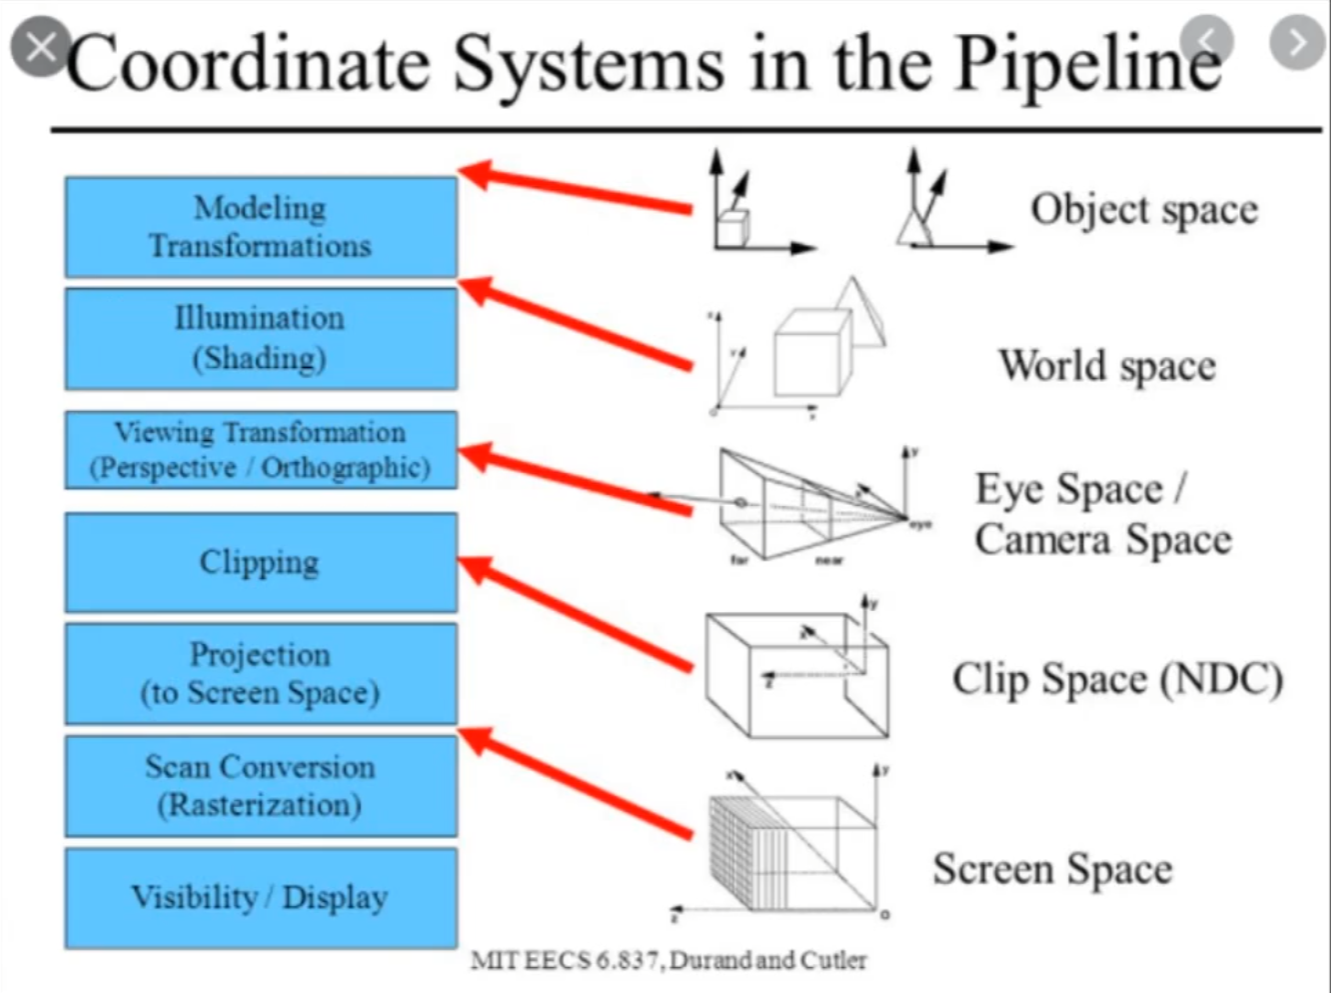 Coordinate Systems in the Pipeline
Modeling
Transformations
Illumination
(Shading)
Viewing Transformation
(Perspective / Orthographic)
Clipping
Projection
(to Screen Space)
Scan Conversion
(Rasterization)
Visibility / Display
Object space
World space
Eye Space /
Camera Space
y
eye
far
near
Clip Space (NDC)
y
x
z
Screen Space
x
y
z
o
MIT EECS 6.837, Durand and Cutler